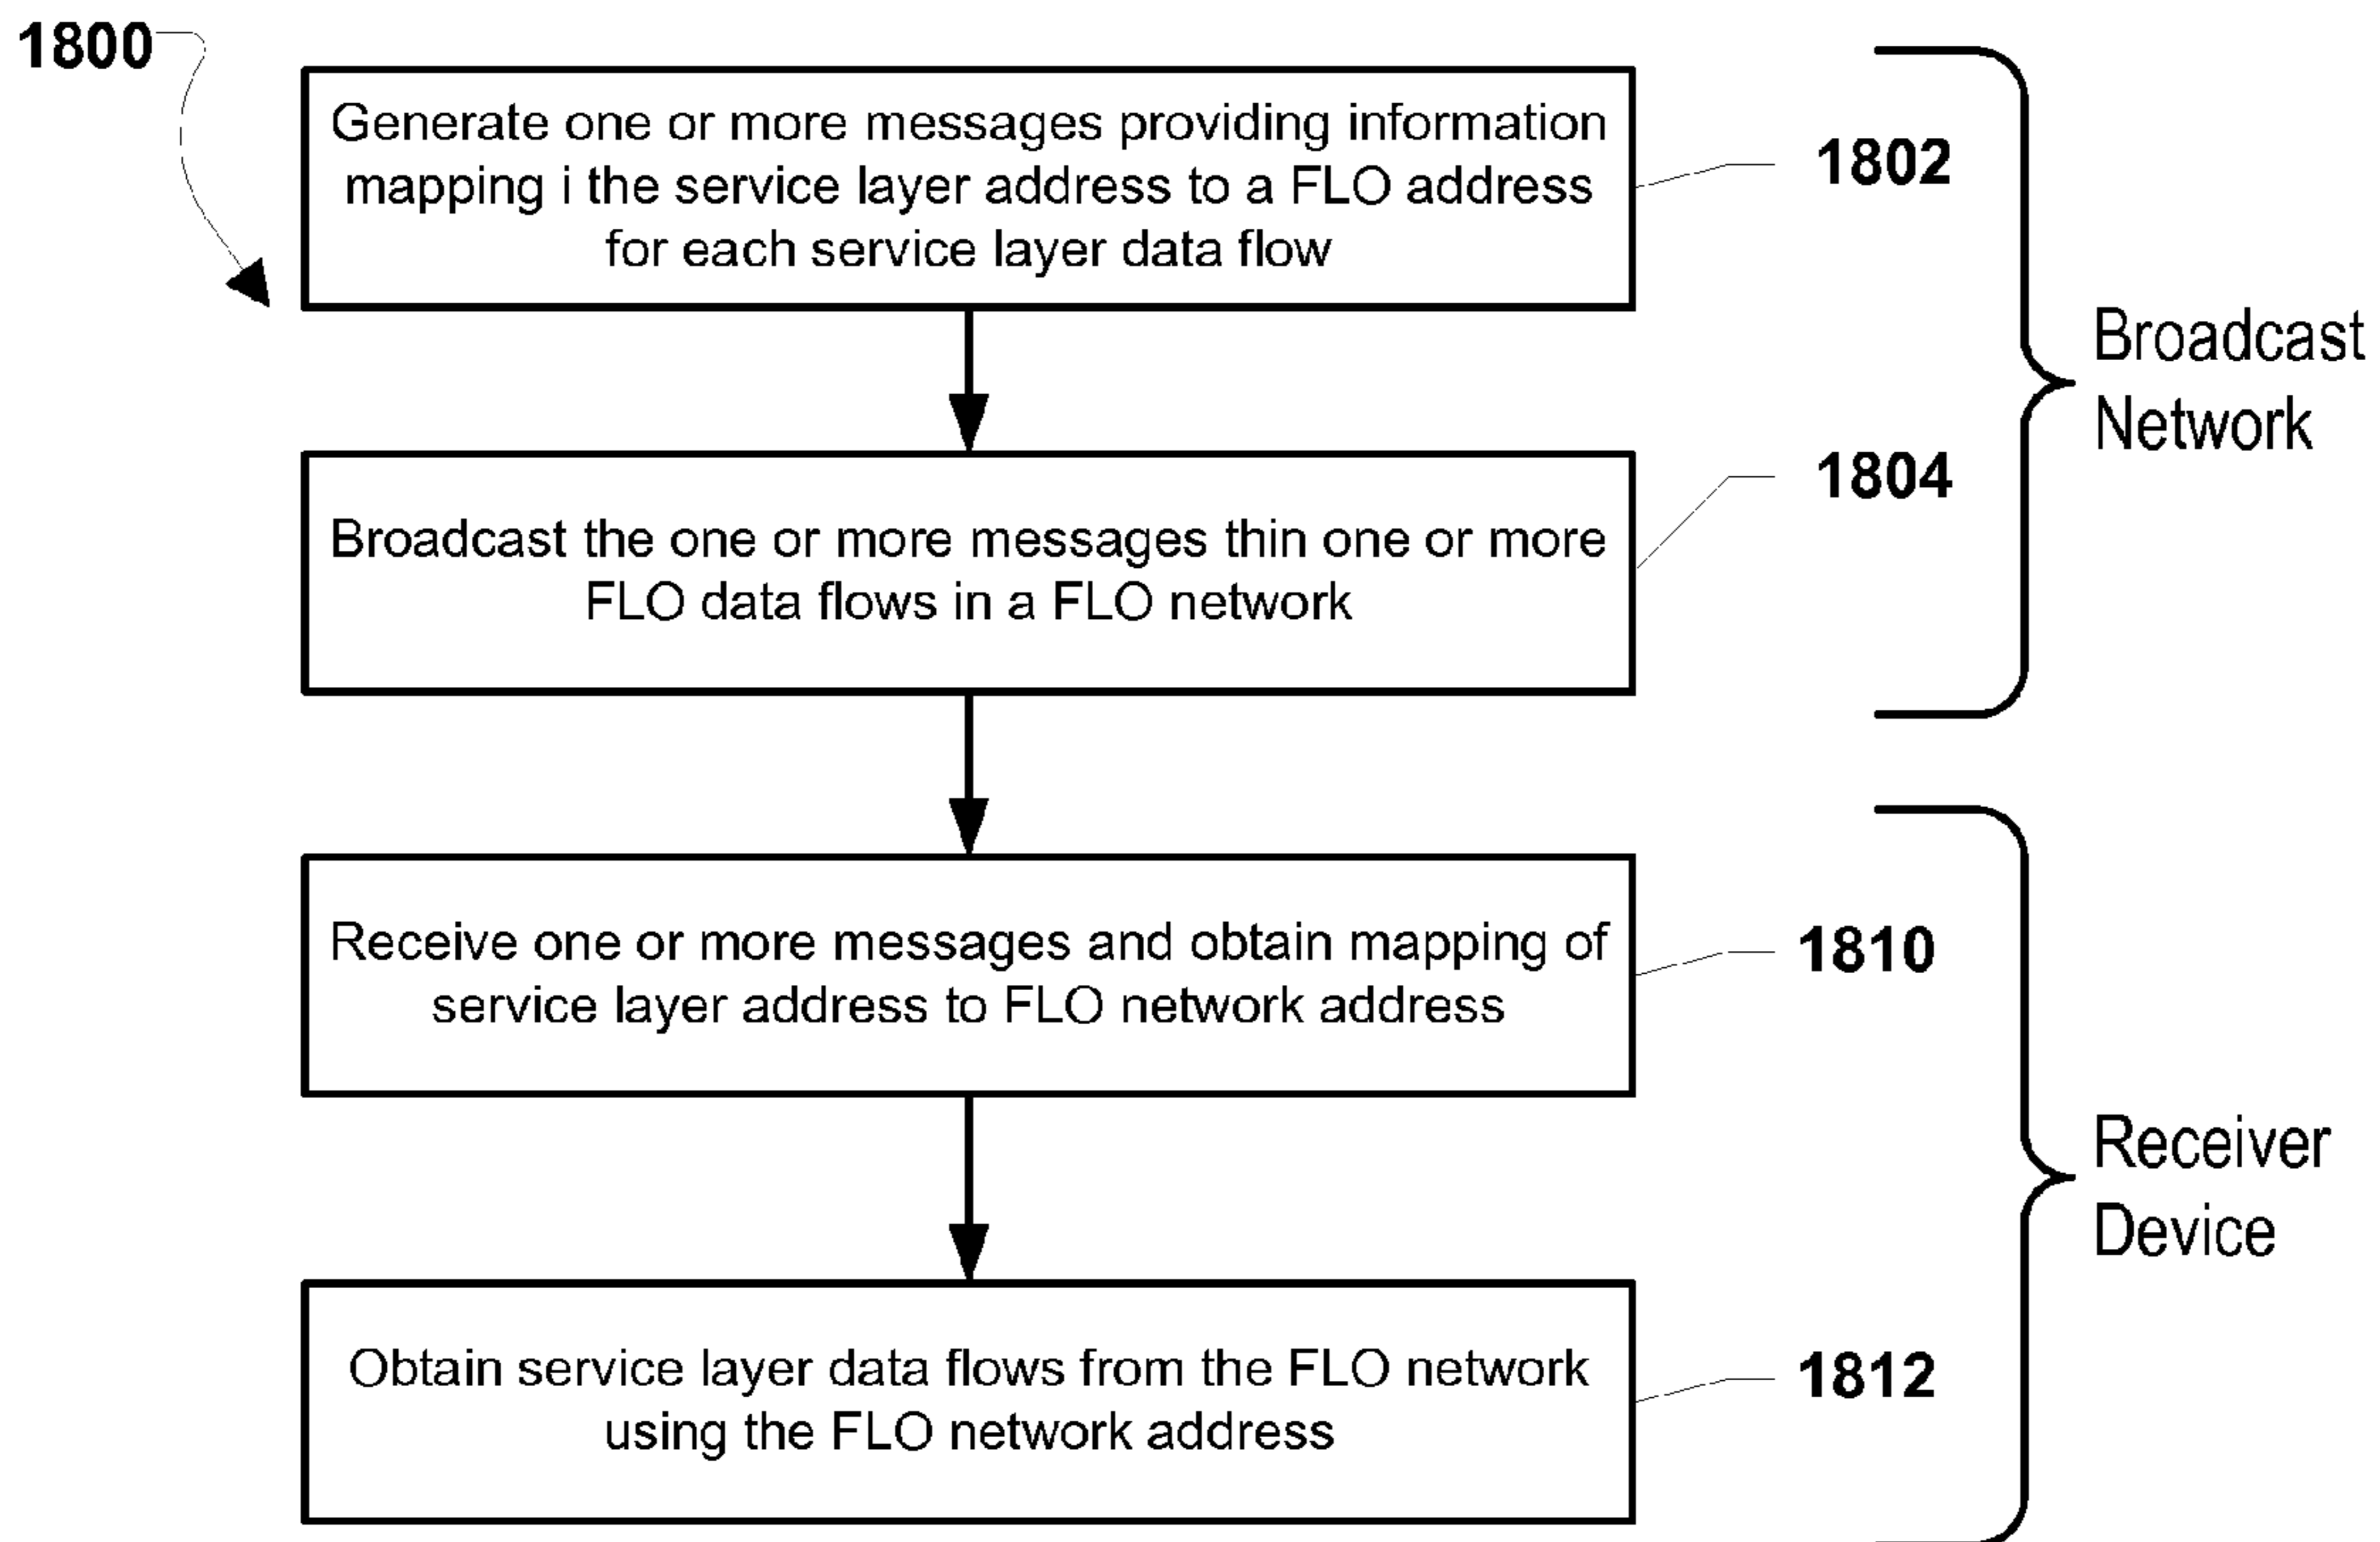 1800
Generate one or more messages providing information
mapping i the service layer address to a FLO address
for each service layer data flow
1802
Broadcast
Network
1804
Broadcast the one or more messages thin one or more
FLO data flows in a FLO network
Receive one or more messages and obtain mapping of
service layer address to FLO network address
1810
Receiver
Device
Obtain service layer data flows from the FLO network
using the FLO network address
1812